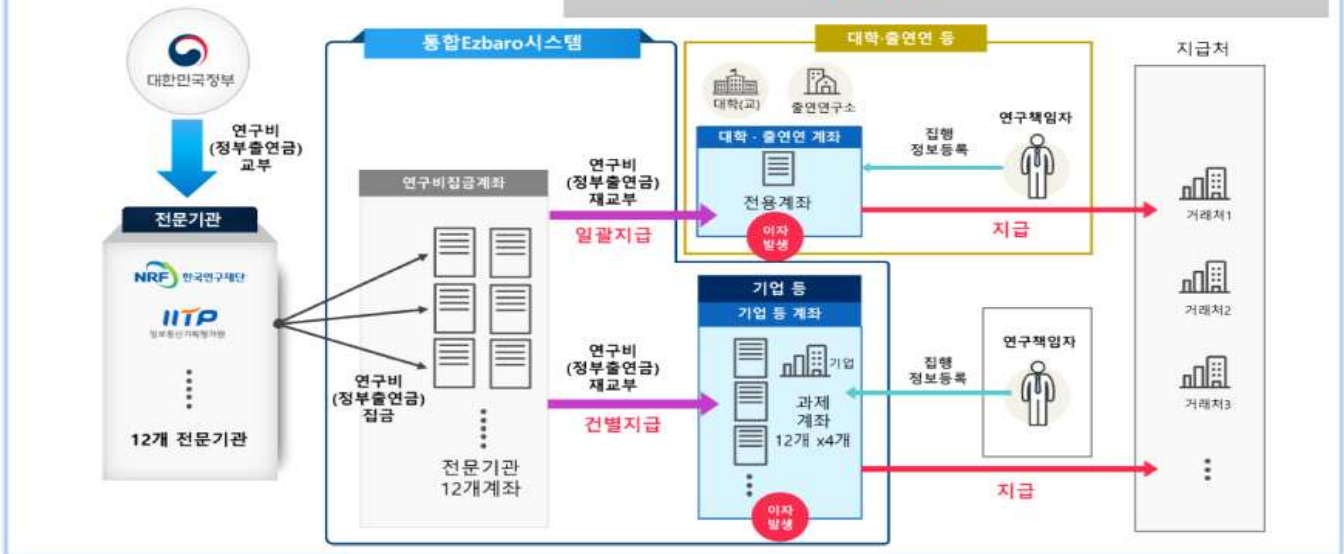 대한민국정부
연구비
(정부출연금)
교부
전문기관
NRF 한국연구재단
IITP
정보통신기획평가원
12개 전문기관
통합Ezbaro시스템
연구비집금계좌
연구비
(정부출연금)
집금
전문기관
12개계좌
연구비
(정부출연금)
재교부
일괄지급
연구비
(정부출연금)
재교부
건별지급
대학·출연연 등
대학(교)
출연연구소
대학 · 출연연 계좌
전용계좌
이자
발생
집행
정보등록
연구책임자
지급
기업 등
기업 등 계좌
기업
과제
계좌
12개 x4개
이자
발생
집행
정보등록
연구책임자
지급
지급처
거래처1
거래처2
거래처3